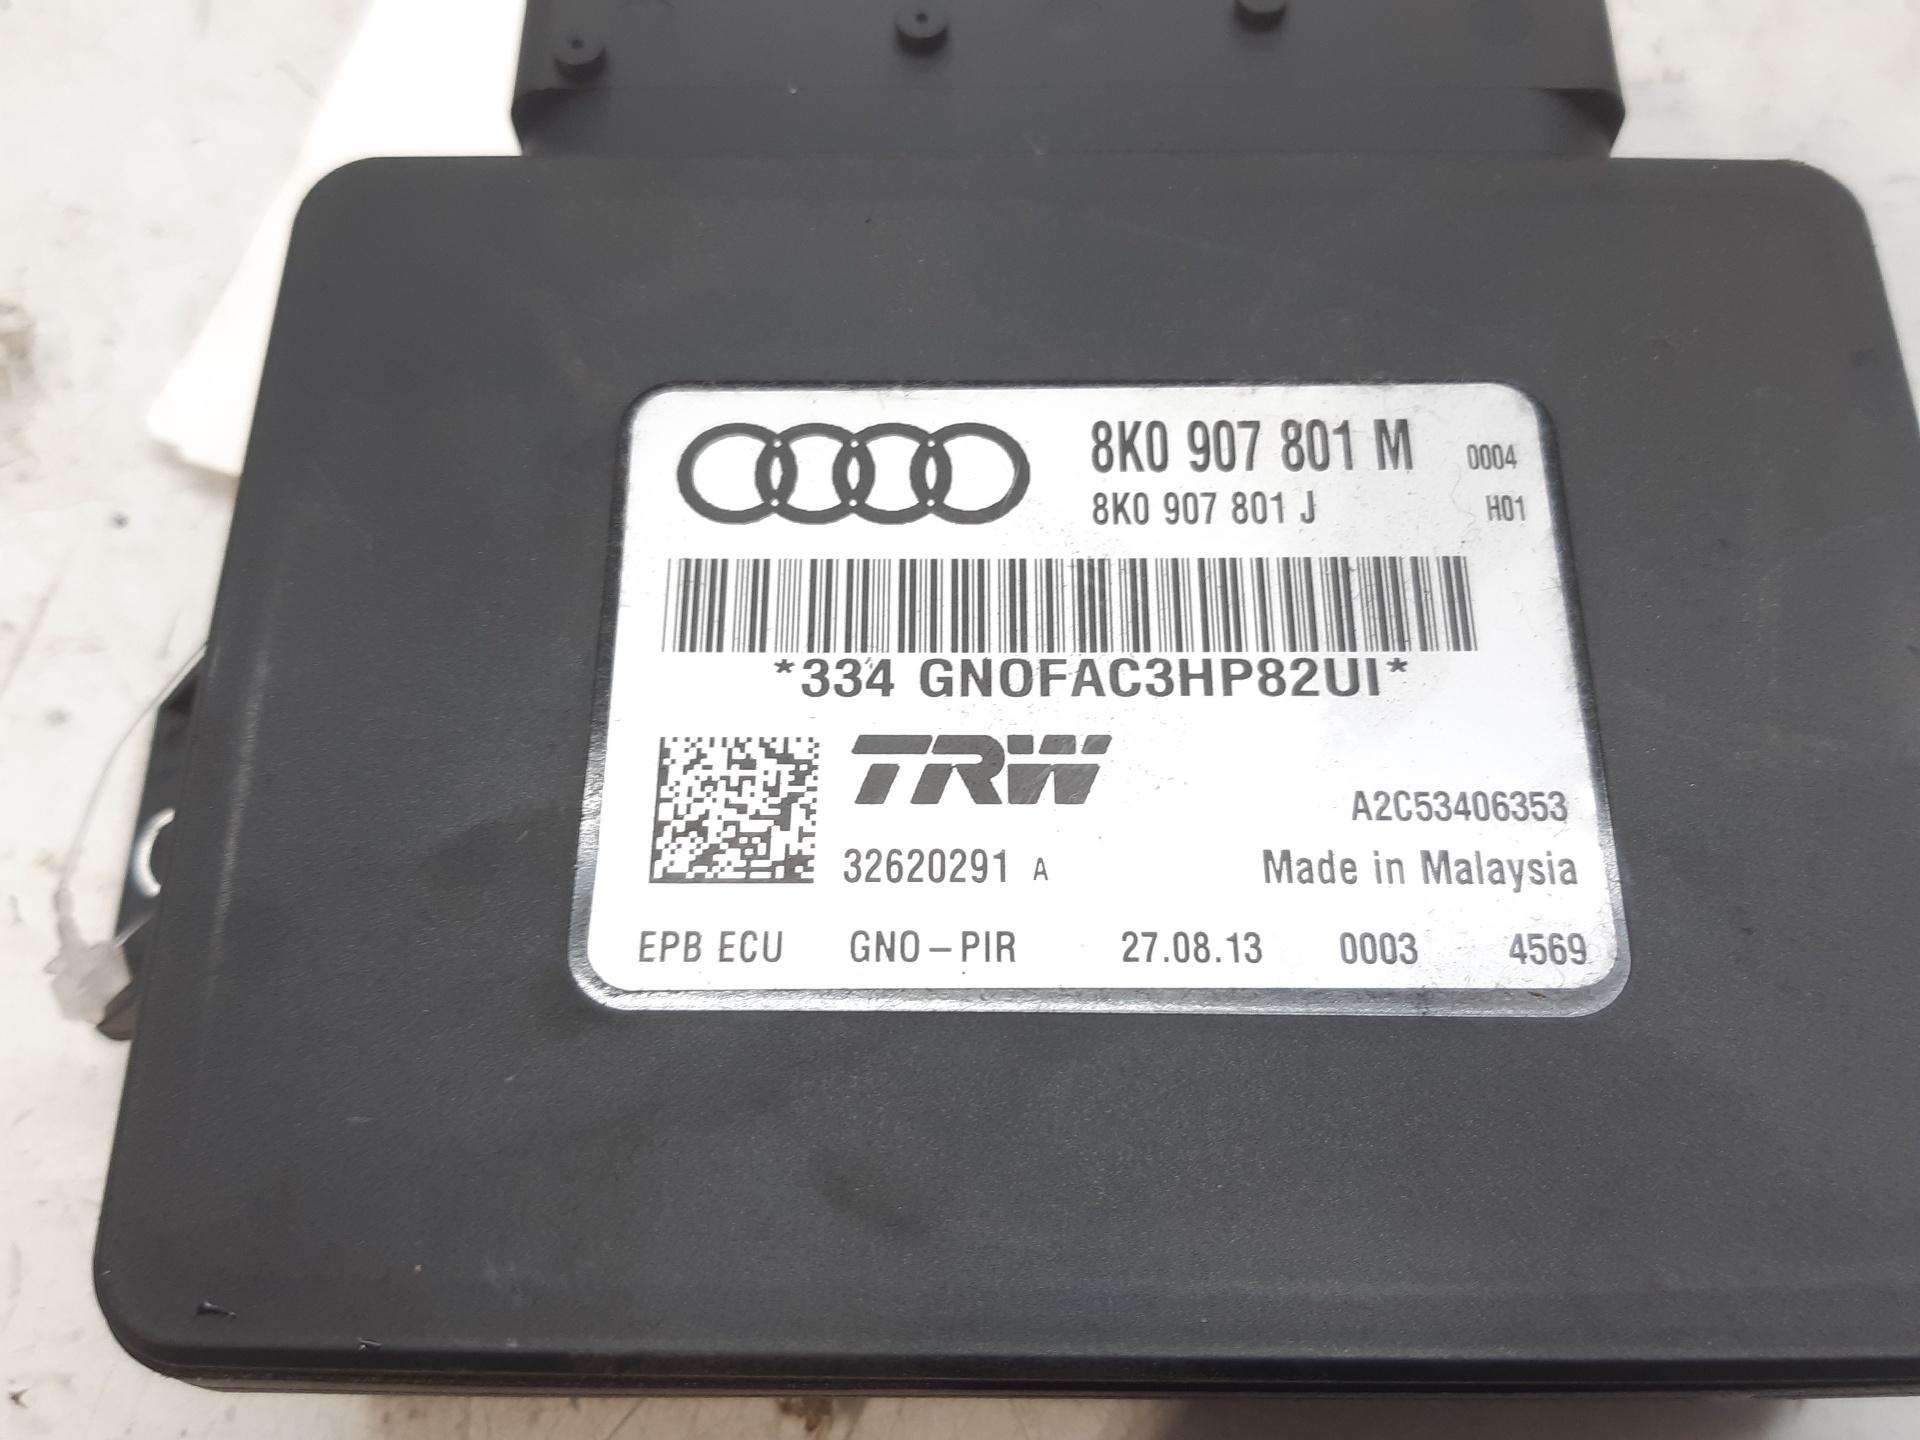 8K0 907 801 M 0004
8K0 907 801 J H01
*334 GNOFAC3HP82UI*
TRW
A2C53406353
32620291 A Made in Malaysia
EPB ECU GNO-PIR 27.08.13 0003 4569